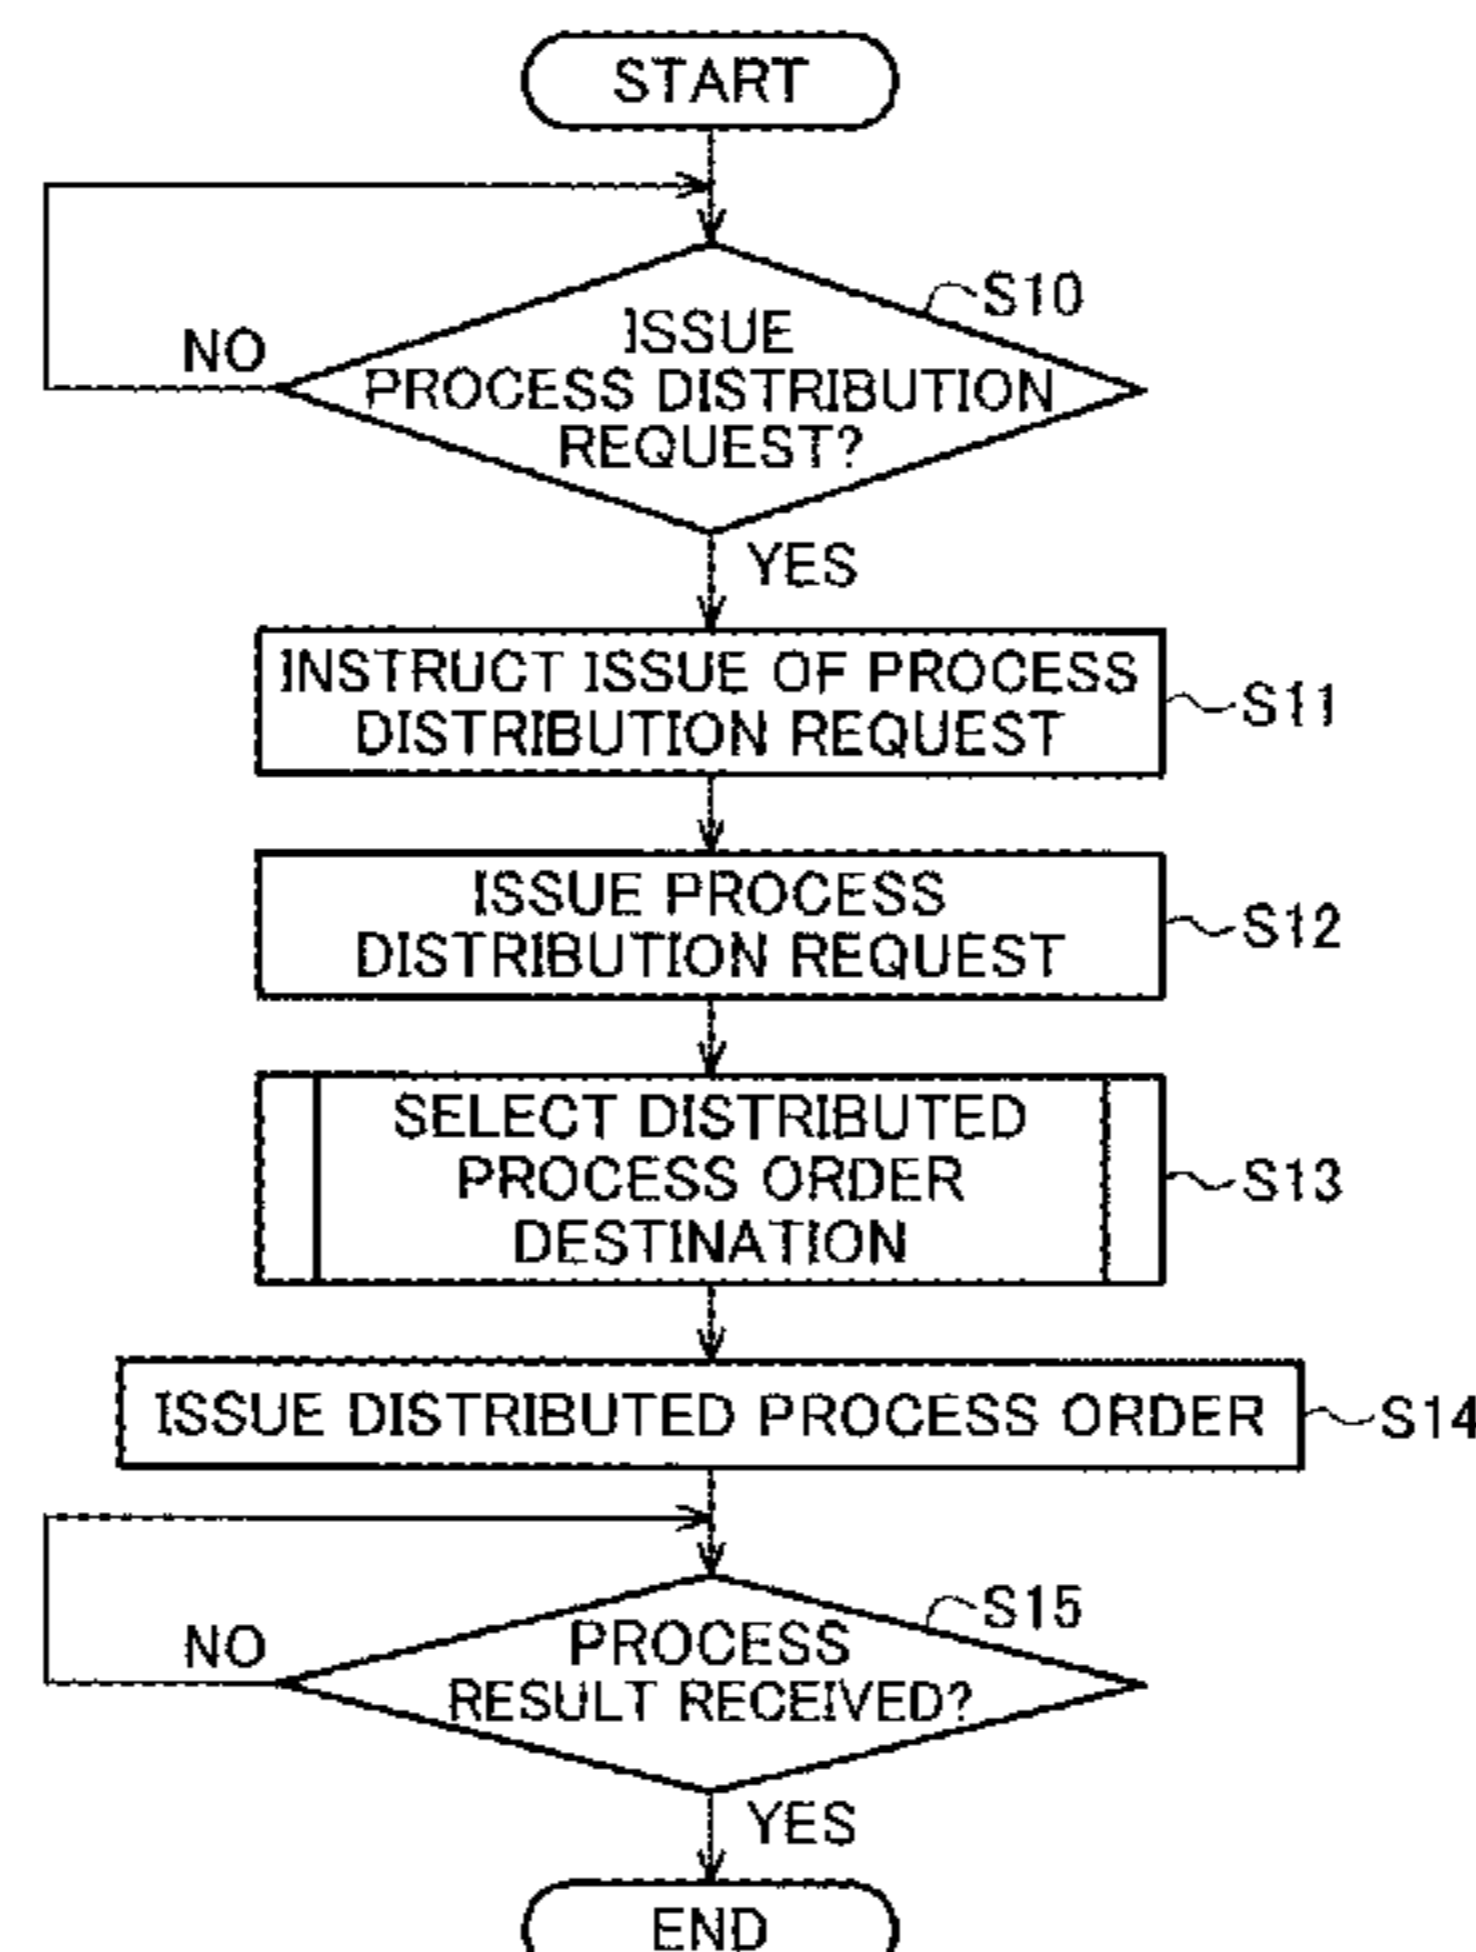 START
S10
NO
ISSUE
PROCESS DISTRIBUTION
REQUEST?
YES
INSTRUCT ISSUE OF PROCESS
DISTRIBUTION REQUEST
S11
ISSUE PROCESS
DISTRIBUTION REQUEST
S12
SELECT DISTRIBUTED
PROCESS ORDER
DESTINATION
S13
ISSUE DISTRIBUTED PROCESS ORDER
S14
S15
NO
PROCESS
RESULT RECEIVED?
YES
END